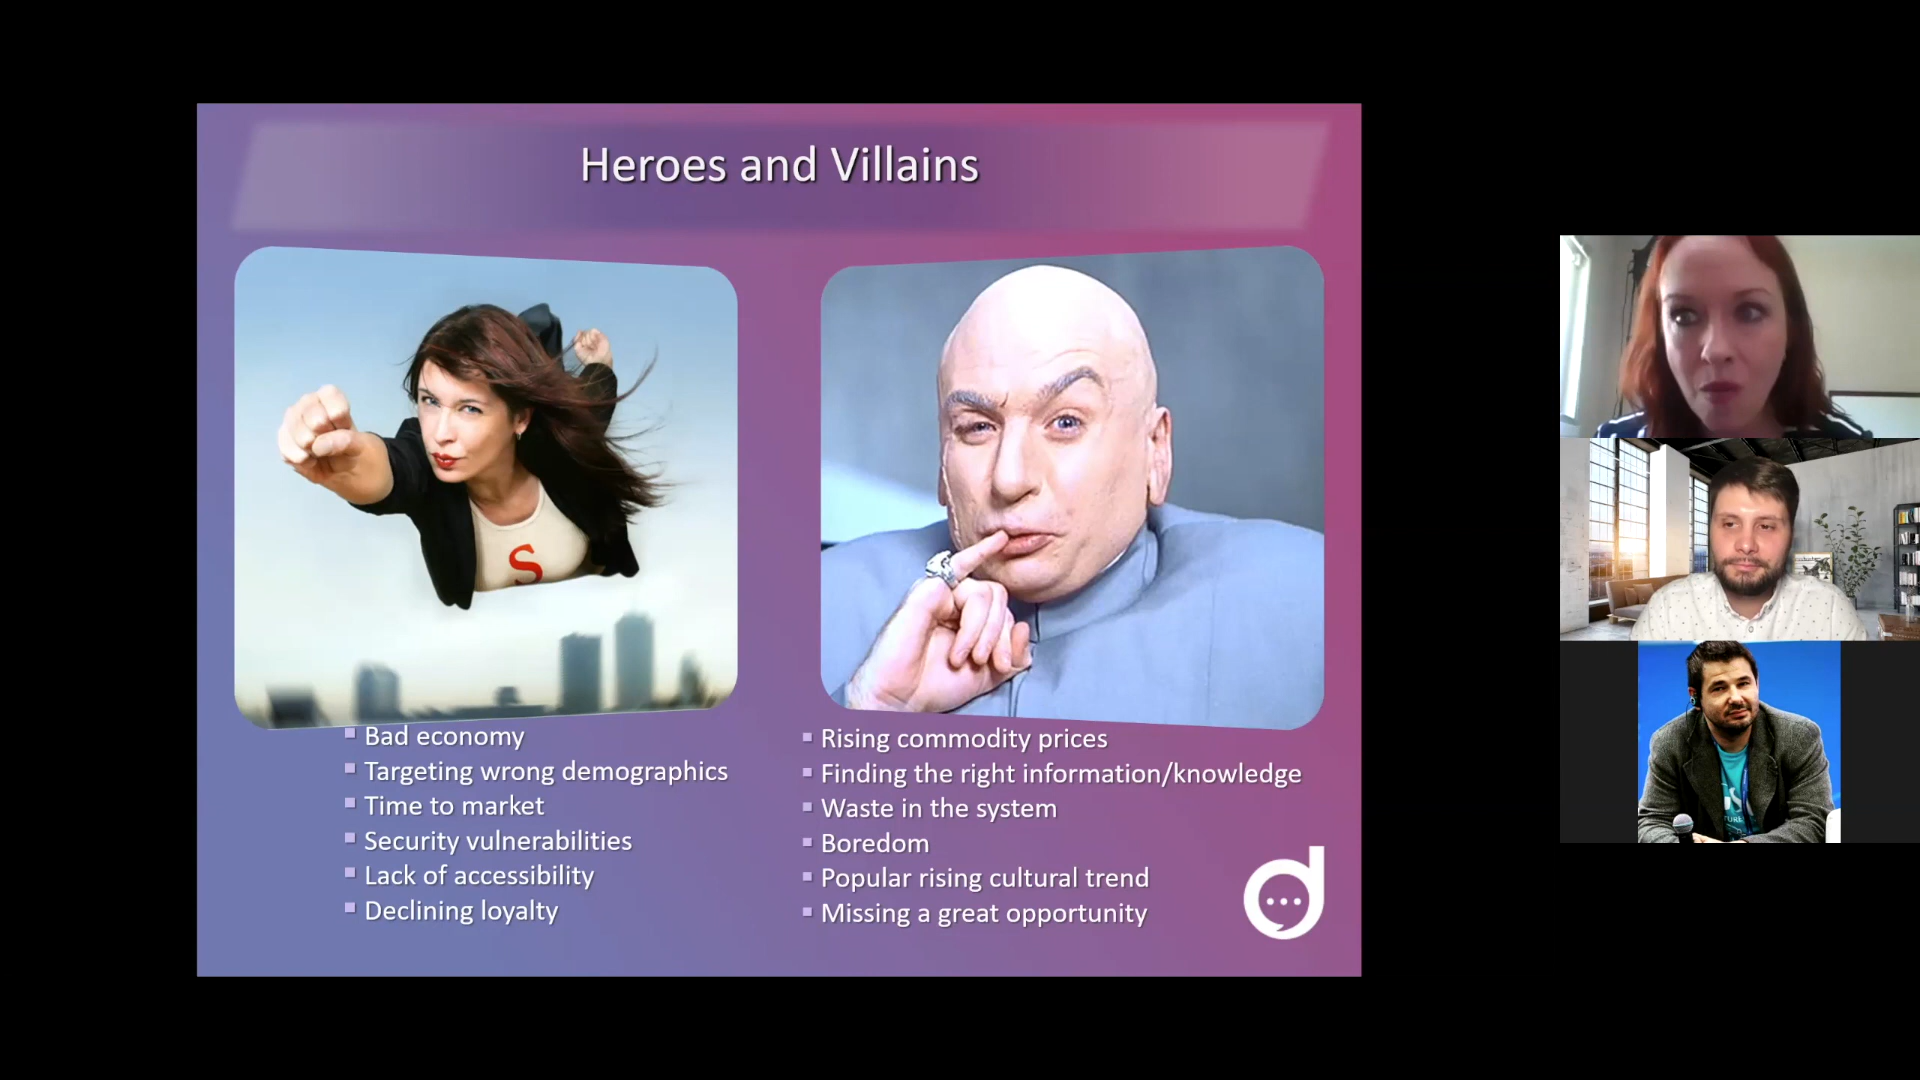 Heroes and Villains
S
Bad economy
Targeting wrong demographics
Time to market
Security vulnerabilities
Lack of accessibility
Declining loyalty
Rising commodity prices
Finding the right information/knowledge
Waste in the system
Boredom
Popular rising cultural trend
Missing a great opportunity